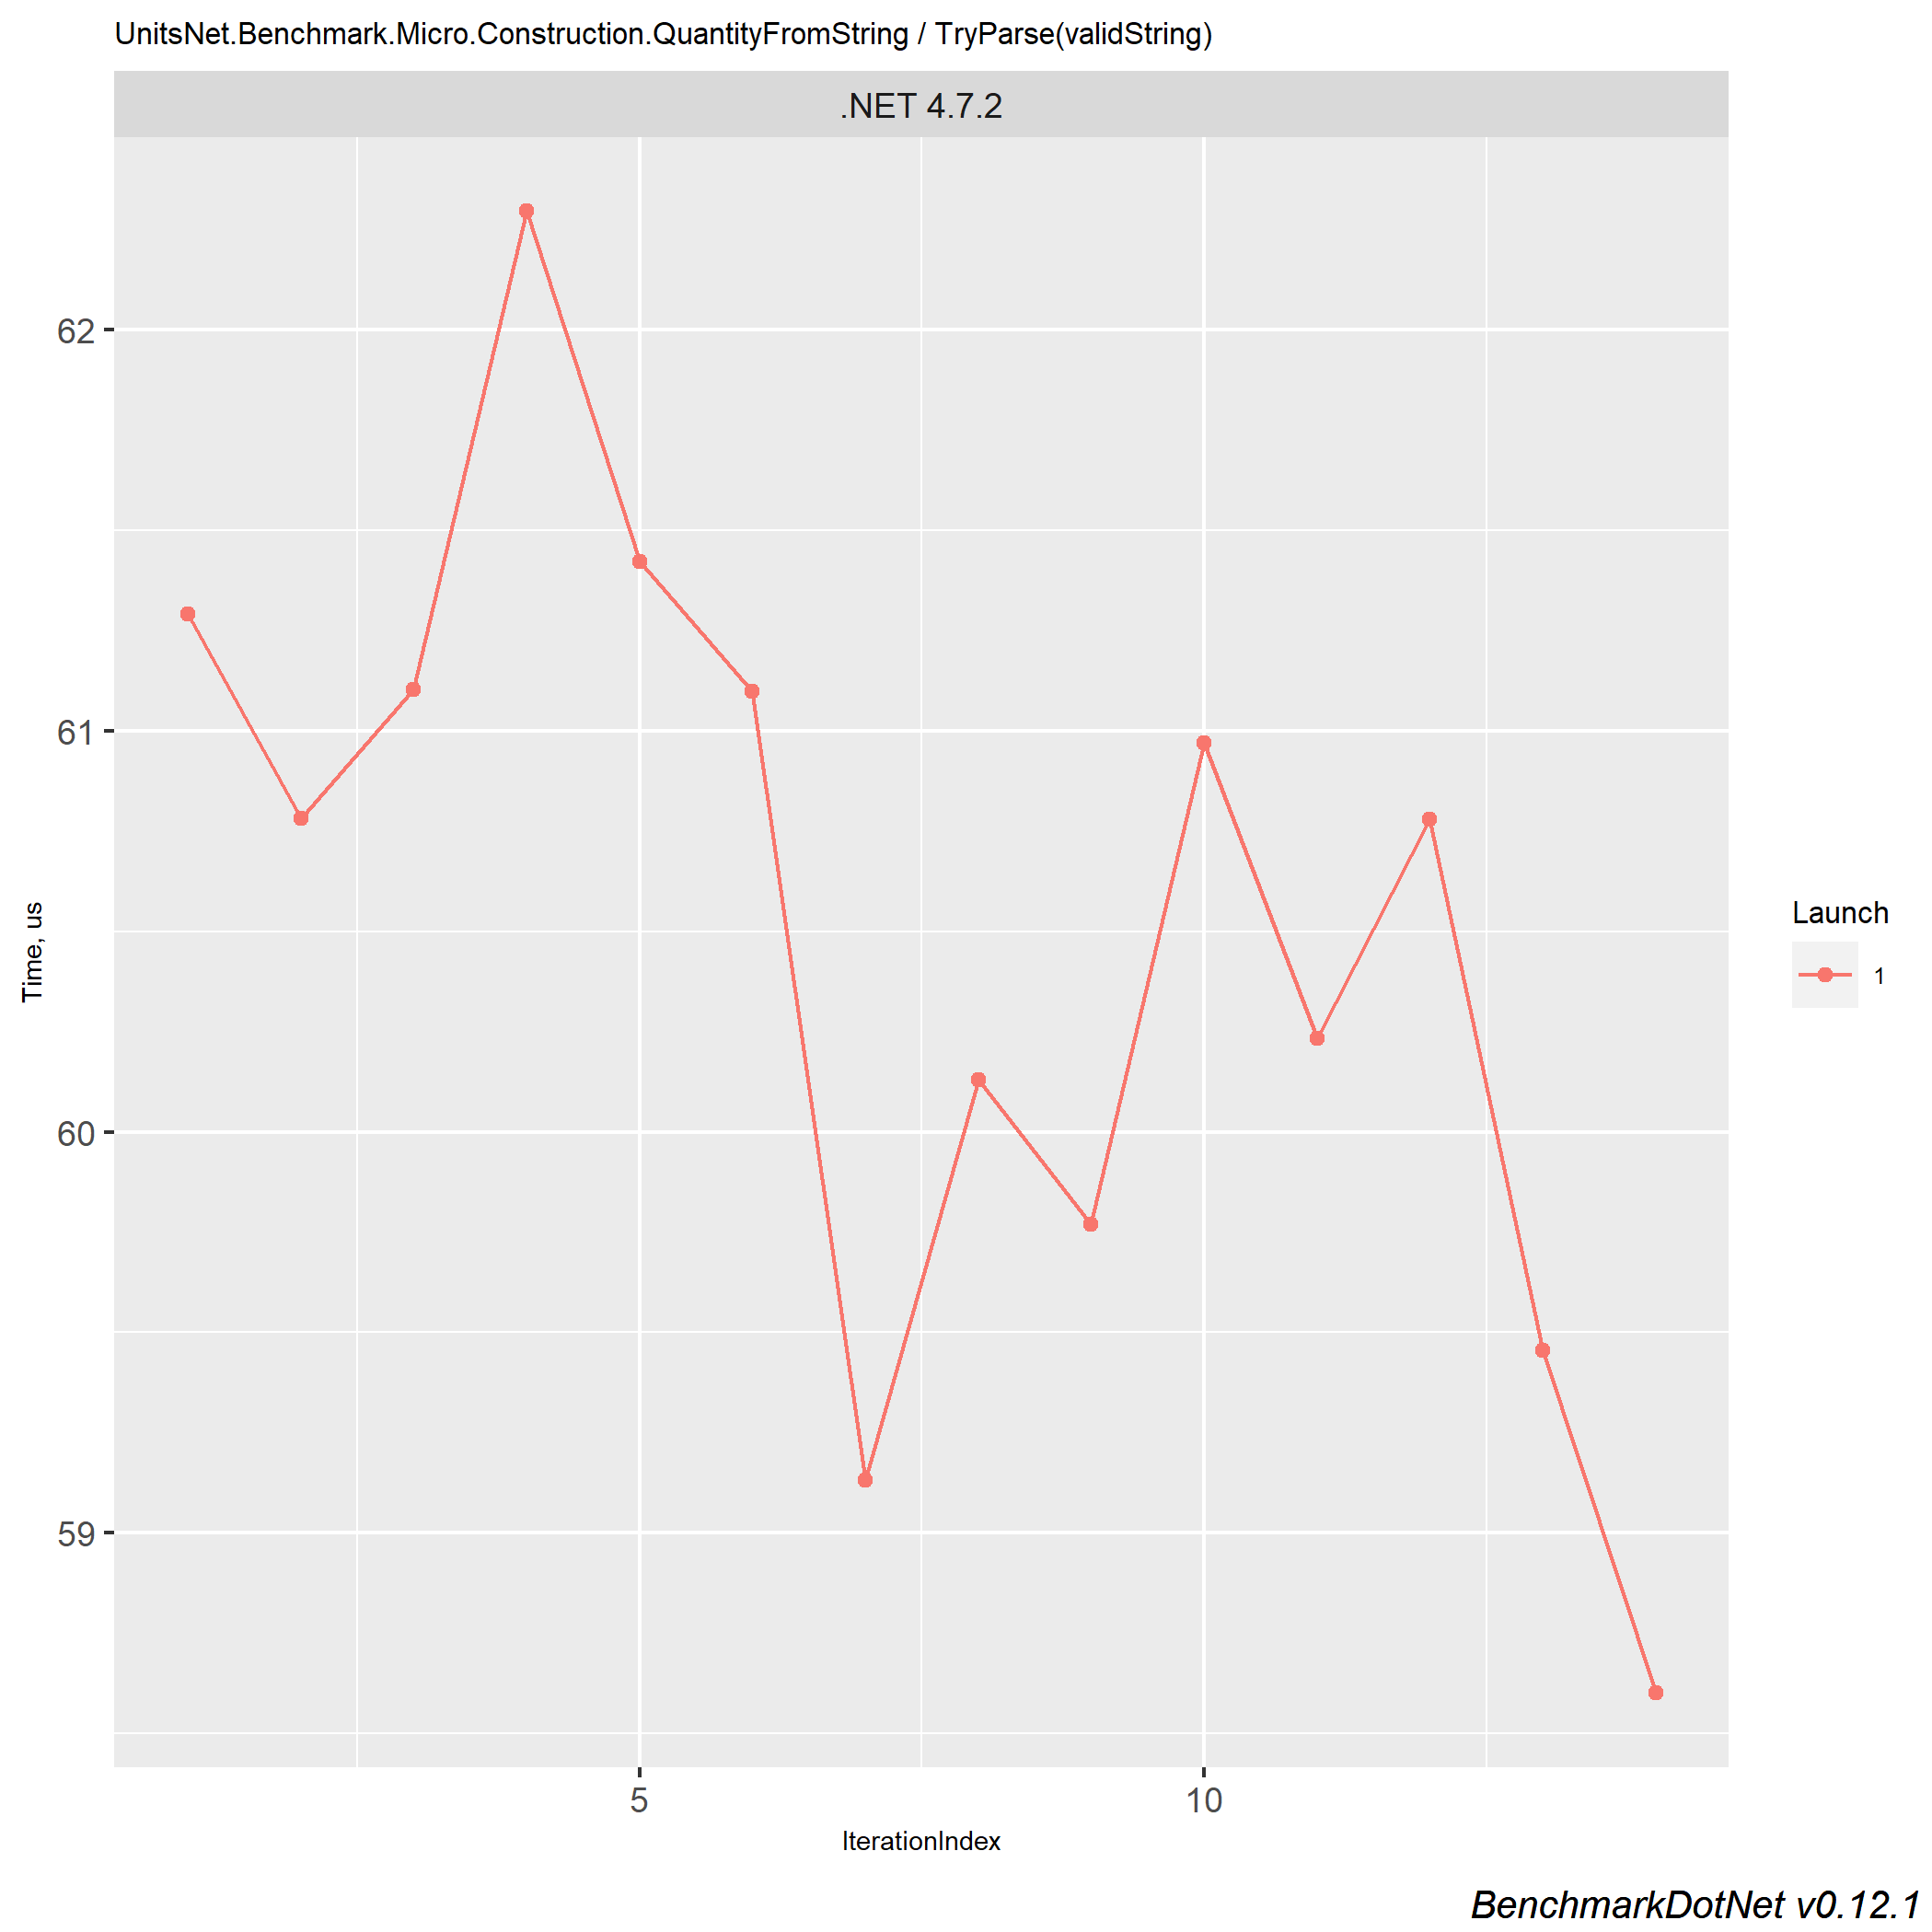 UnitsNet.Benchmark.Micro.Construction.QuantityFromString / TryParse(validString)
.NET 4.7.2
62
61
60
59
Time, us
5
10
IterationIndex
Launch
1
BenchmarkDotNet v0.12.1